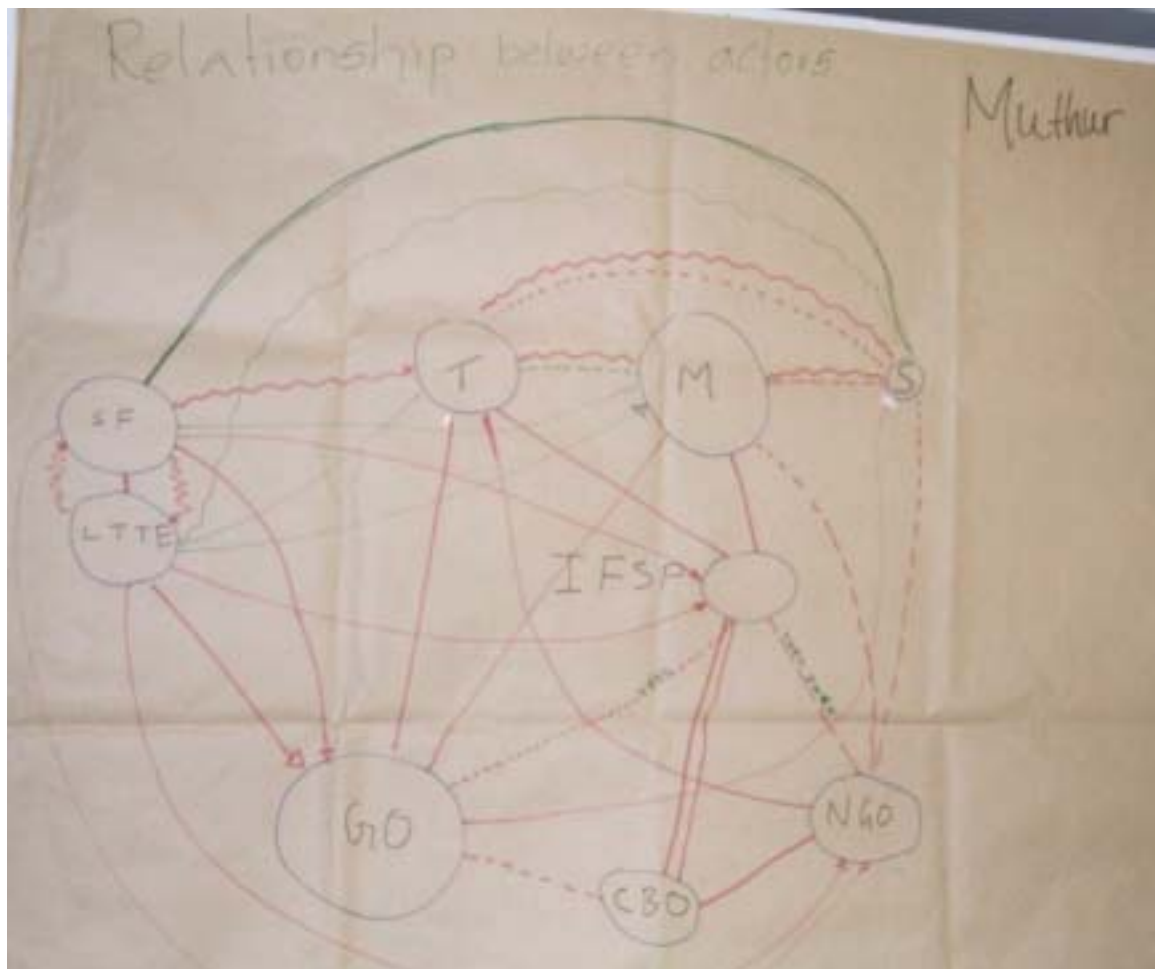 Relationship between actors
Muthur
T
M
S
SF
LTTE
IFSP
GO
NGO
CBO